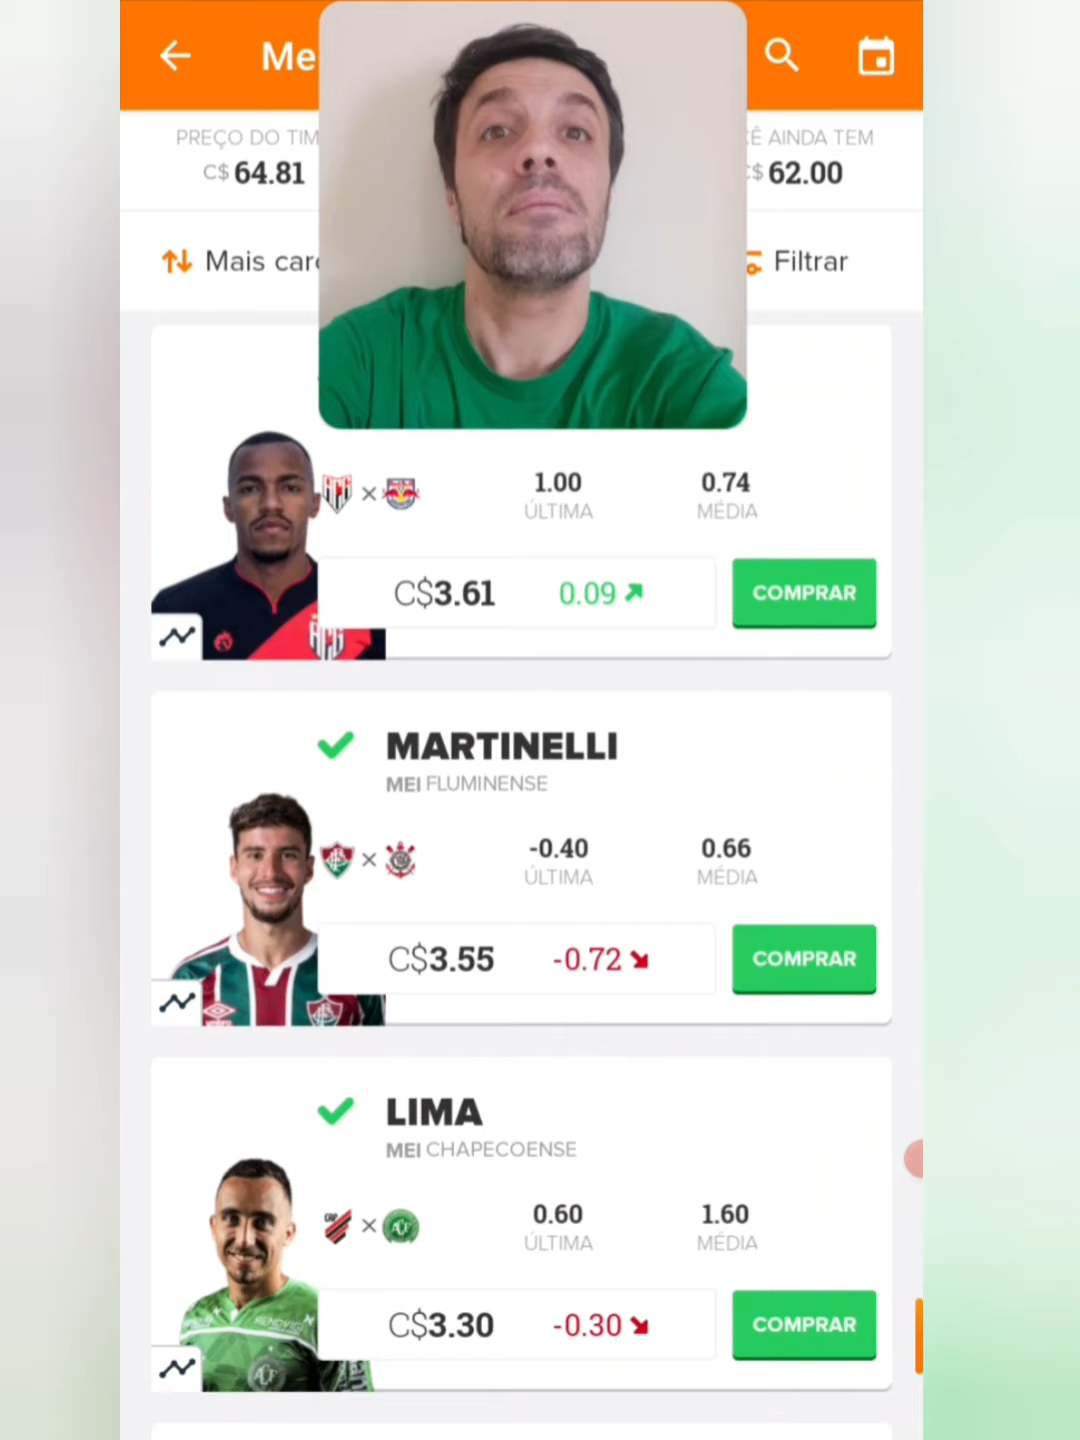 Me
PREÇO DO TIM
C$ 64.81
Ê AINDA TEM
$ 62.00
Mais car
Filtrar
1.00
ÚLTIMA
0.74
MÉDIA
C$3.61
0.09
COMPRAR
MARTINELLI
MEI FLUMINENSE
-0.40
ÚLTIMA
0.66
MÉDIA
C$3.55
-0.72
COMPRAR
LIMA
MEI CHAPECOENSE
0.60
ÚLTIMA
1.60
MÉDIA
C$3.30
-0.30
COMPRAR